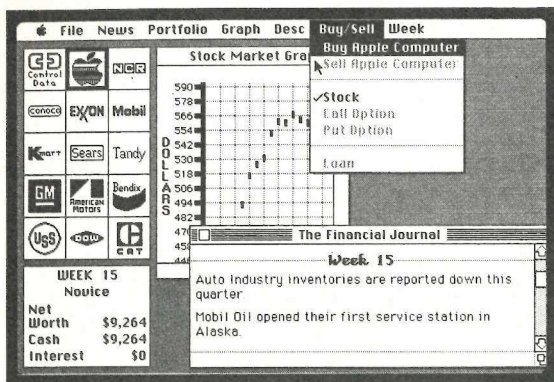 File News Portfolio Graph Desc Buy/Sell Week
Buy Apple Computer
Sell Apple Computer
✓Stock
Call Option
Put Option
Loan
CD Control Data
NCR
conoco EXXON Mobil
Kmart Sears Tandy
GM American Motors Bendix
USS DOW CAT
Stock Market Gra
DOLLARS
590
578
566
554
542
530
518
506
494
482
470
458
446
WEEK 15
Novice
Net
Worth $9,264
Cash $9,264
Interest $0
The Financial Journal
Week 15
Auto Industry inventories are reported down this
quarter
Mobil Oil opened their first service station in
Alaska.